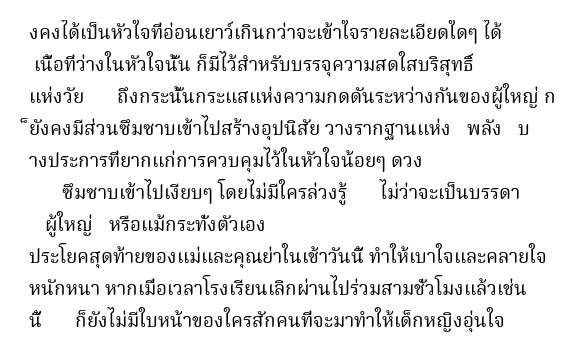 งคงได้เป็นหัวใจที่อ่อนเยาว์เกินกว่าจะเข้าใจรายละเอียดใดๆ ได้
เนื้อที่ว่างในหัวใจนั้น ก็มีไว้สำหรับบรรจุความสดใสบริสุทธิ์
แห่งวัย ถึงกระนั้นกระแสแห่งความกดดันระหว่างกันของผู้ใหญ่ ก
็ยังคงมีส่วนซึมซาบเข้าไปสร้างอุปนิสัย วางรากฐานแห่ง พลัง บ
างประการที่ยากแก่การควบคุมไว้ในหัวใจน้อยๆ ดวง
ซึมซาบเข้าไปเงียบๆ โดยไม่มีใครล่วงรู้ ไม่ว่าจะเป็นบรรดา
ผู้ใหญ่ หรือแม้กระทั่งตัวเอง
ประโยคสุดท้ายของแม่และคุณย่าในเช้าวันนี้ ทำให้เบาใจและคลายใจ
หนักหนา หากเมื่อเวลาโรงเรียนเลิกผ่านไปร่วมสามชั่วโมงแล้วเช่น
นี้ ก็ยังไม่มีใบหน้าของใครสักคนที่จะมาทำให้เด็กหญิงอุ่นใจ